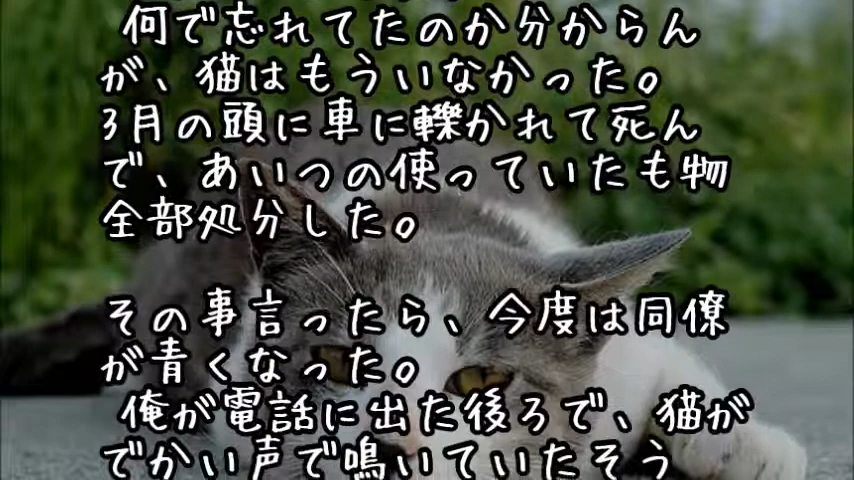 何で忘れてたのか分からん
が、猫はもういなかった。
3月の頭に車に轢かれて死ん
で、あいつの使っていたも物
全部処分した。
その事言ったら、今度は同僚
が青くなった。
俺が電話に出た後ろで、猫が
でかい声で鳴いていたそう